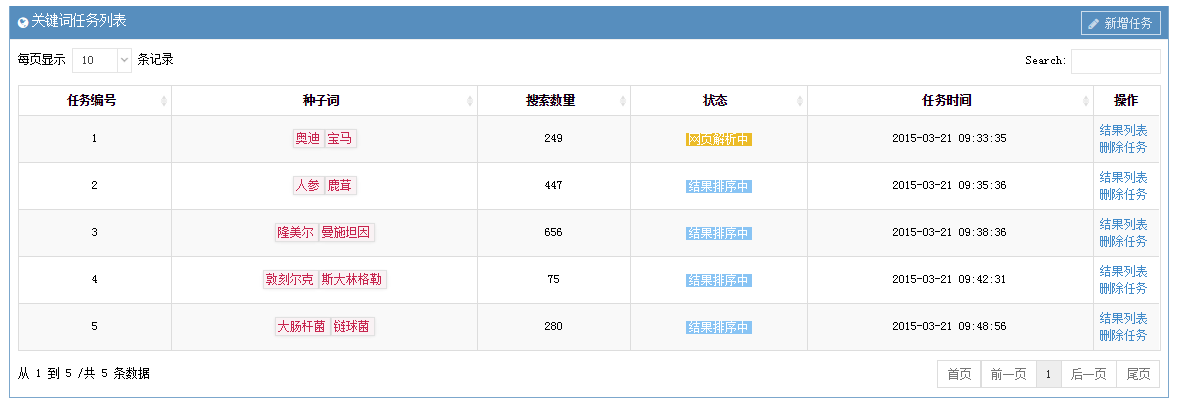 关键词任务列表 新增任务
每页显示 10 条记录 Search:
任务编号 种子词 搜索数量 状态 任务时间 操作
1 奥迪 宝马 249 网页解析中 2015-03-21 09:33:35 结果列表
删除任务
2 人参 鹿茸 447 结果排序中 2015-03-21 09:35:36 结果列表
删除任务
3 隆美尔 曼施坦因 656 结果排序中 2015-03-21 09:38:36 结果列表
删除任务
4 敦刻尔克 斯大林格勒 75 结果排序中 2015-03-21 09:42:31 结果列表
删除任务
5 大肠杆菌 链球菌 280 结果排序中 2015-03-21 09:48:56 结果列表
删除任务
从 1 到 5 /共 5 条数据 首页 前一页 1 后一页 尾页